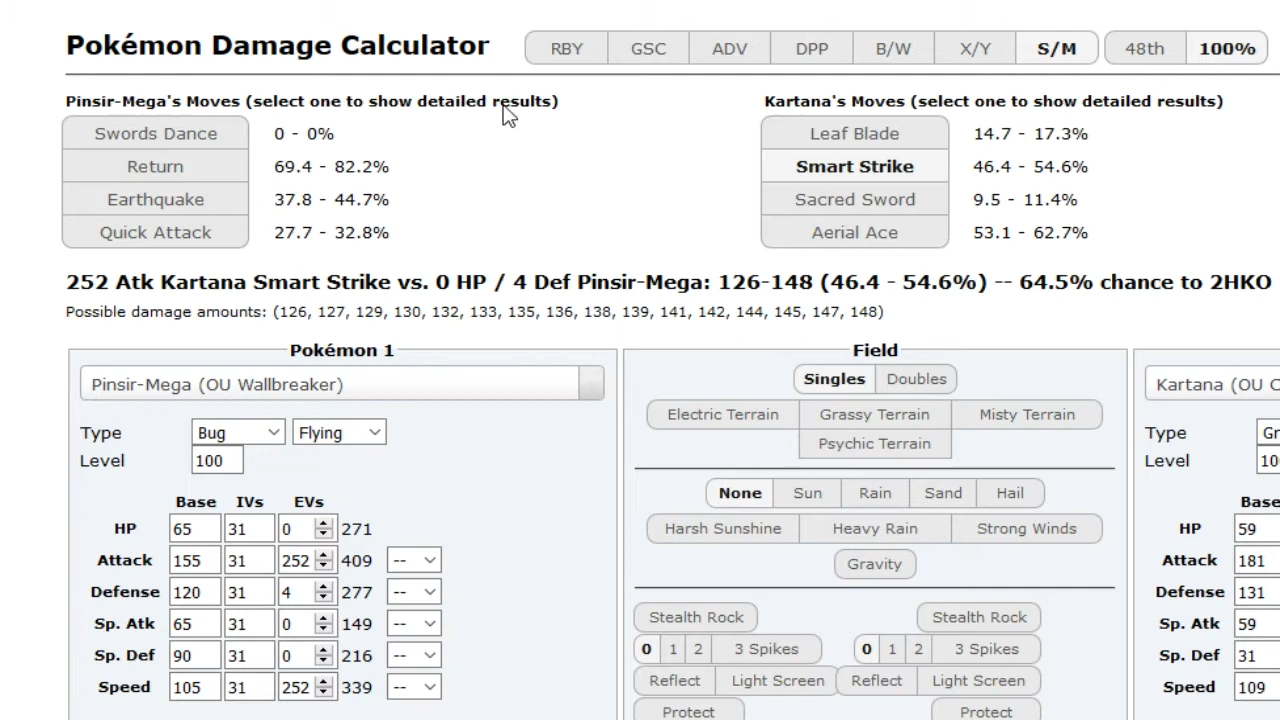 Pokémon Damage Calculator RBY GSC ADV DPP B/W X/Y S/M 48th 100%
Pinsir-Mega's Moves (select one to show detailed results) Kartana's Moves (select one to show detailed results)
Swords Dance 0 - 0% Leaf Blade 14.7 - 17.3%
Return 69.4 - 82.2% Smart Strike 46.4 - 54.6%
Earthquake 37.8 - 44.7% Sacred Sword 9.5 - 11.4%
Quick Attack 27.7 - 32.8% Aerial Ace 53.1 - 62.7%
252 Atk Kartana Smart Strike vs. 0 HP / 4 Def Pinsir-Mega: 126-148 (46.4 - 54.6%) -- 64.5% chance to 2HKO
Possible damage amounts: (126, 127, 129, 130, 132, 133, 135, 136, 138, 139, 141, 142, 144, 145, 147, 148)
Pokémon 1
Pinsir-Mega (OU Wallbreaker)
Type Bug Flying
Level 100
Base IVs EVs
HP 65 31 0 271
Attack 155 31 252 409 --
Defense 120 31 4 277 --
Sp. Atk 65 31 0 149 --
Sp. Def 90 31 0 216 --
Speed 105 31 252 339 --
Field
Singles Doubles
Electric Terrain Grassy Terrain Misty Terrain
Psychic Terrain
None Sun Rain Sand Hail
Harsh Sunshine Heavy Rain Strong Winds
Gravity
Stealth Rock Stealth Rock
0 1 2 3 Spikes 0 1 2 3 Spikes
Reflect Light Screen Reflect Light Screen
Protect Protect
Kartana (OU
Type Gr
Level 10
Base
HP 59
Attack 181
Defense 131
Sp. Atk 59
Sp. Def 31
Speed 109